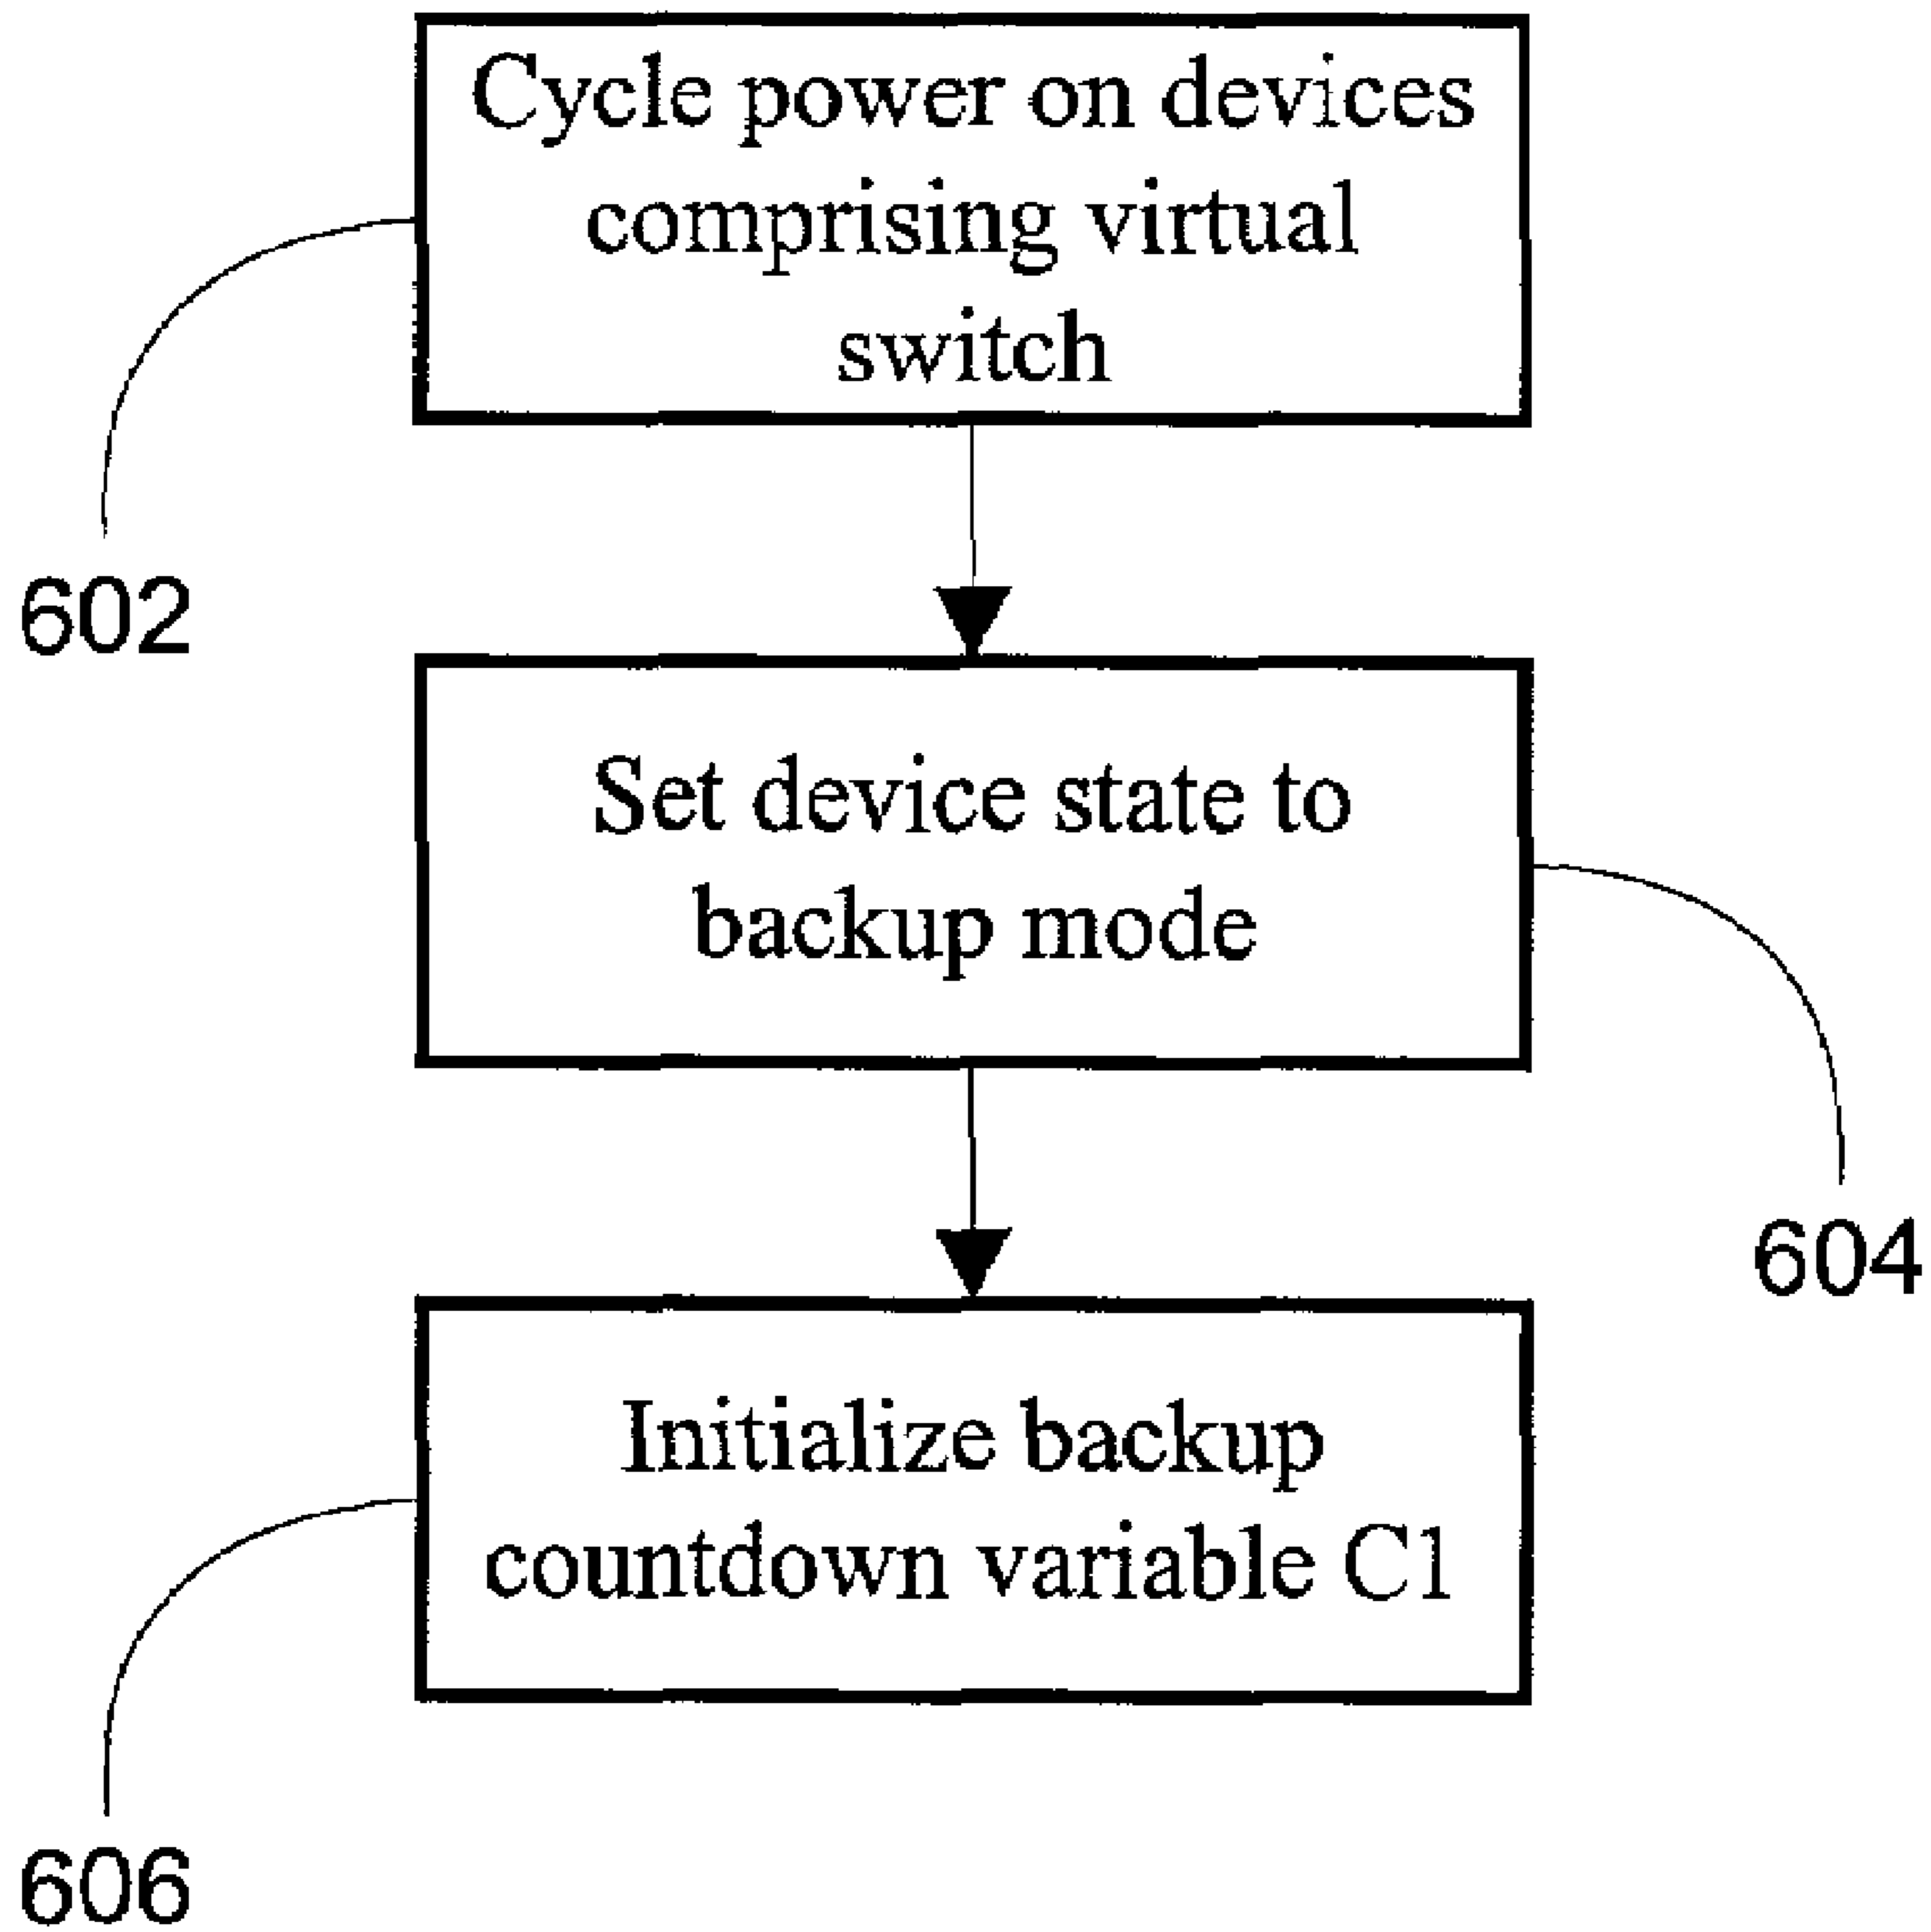 Cycle power on devices
comprising virtual
switch
602
Set device state to
backup mode
604
Initialize backup
countdown variable C1
606